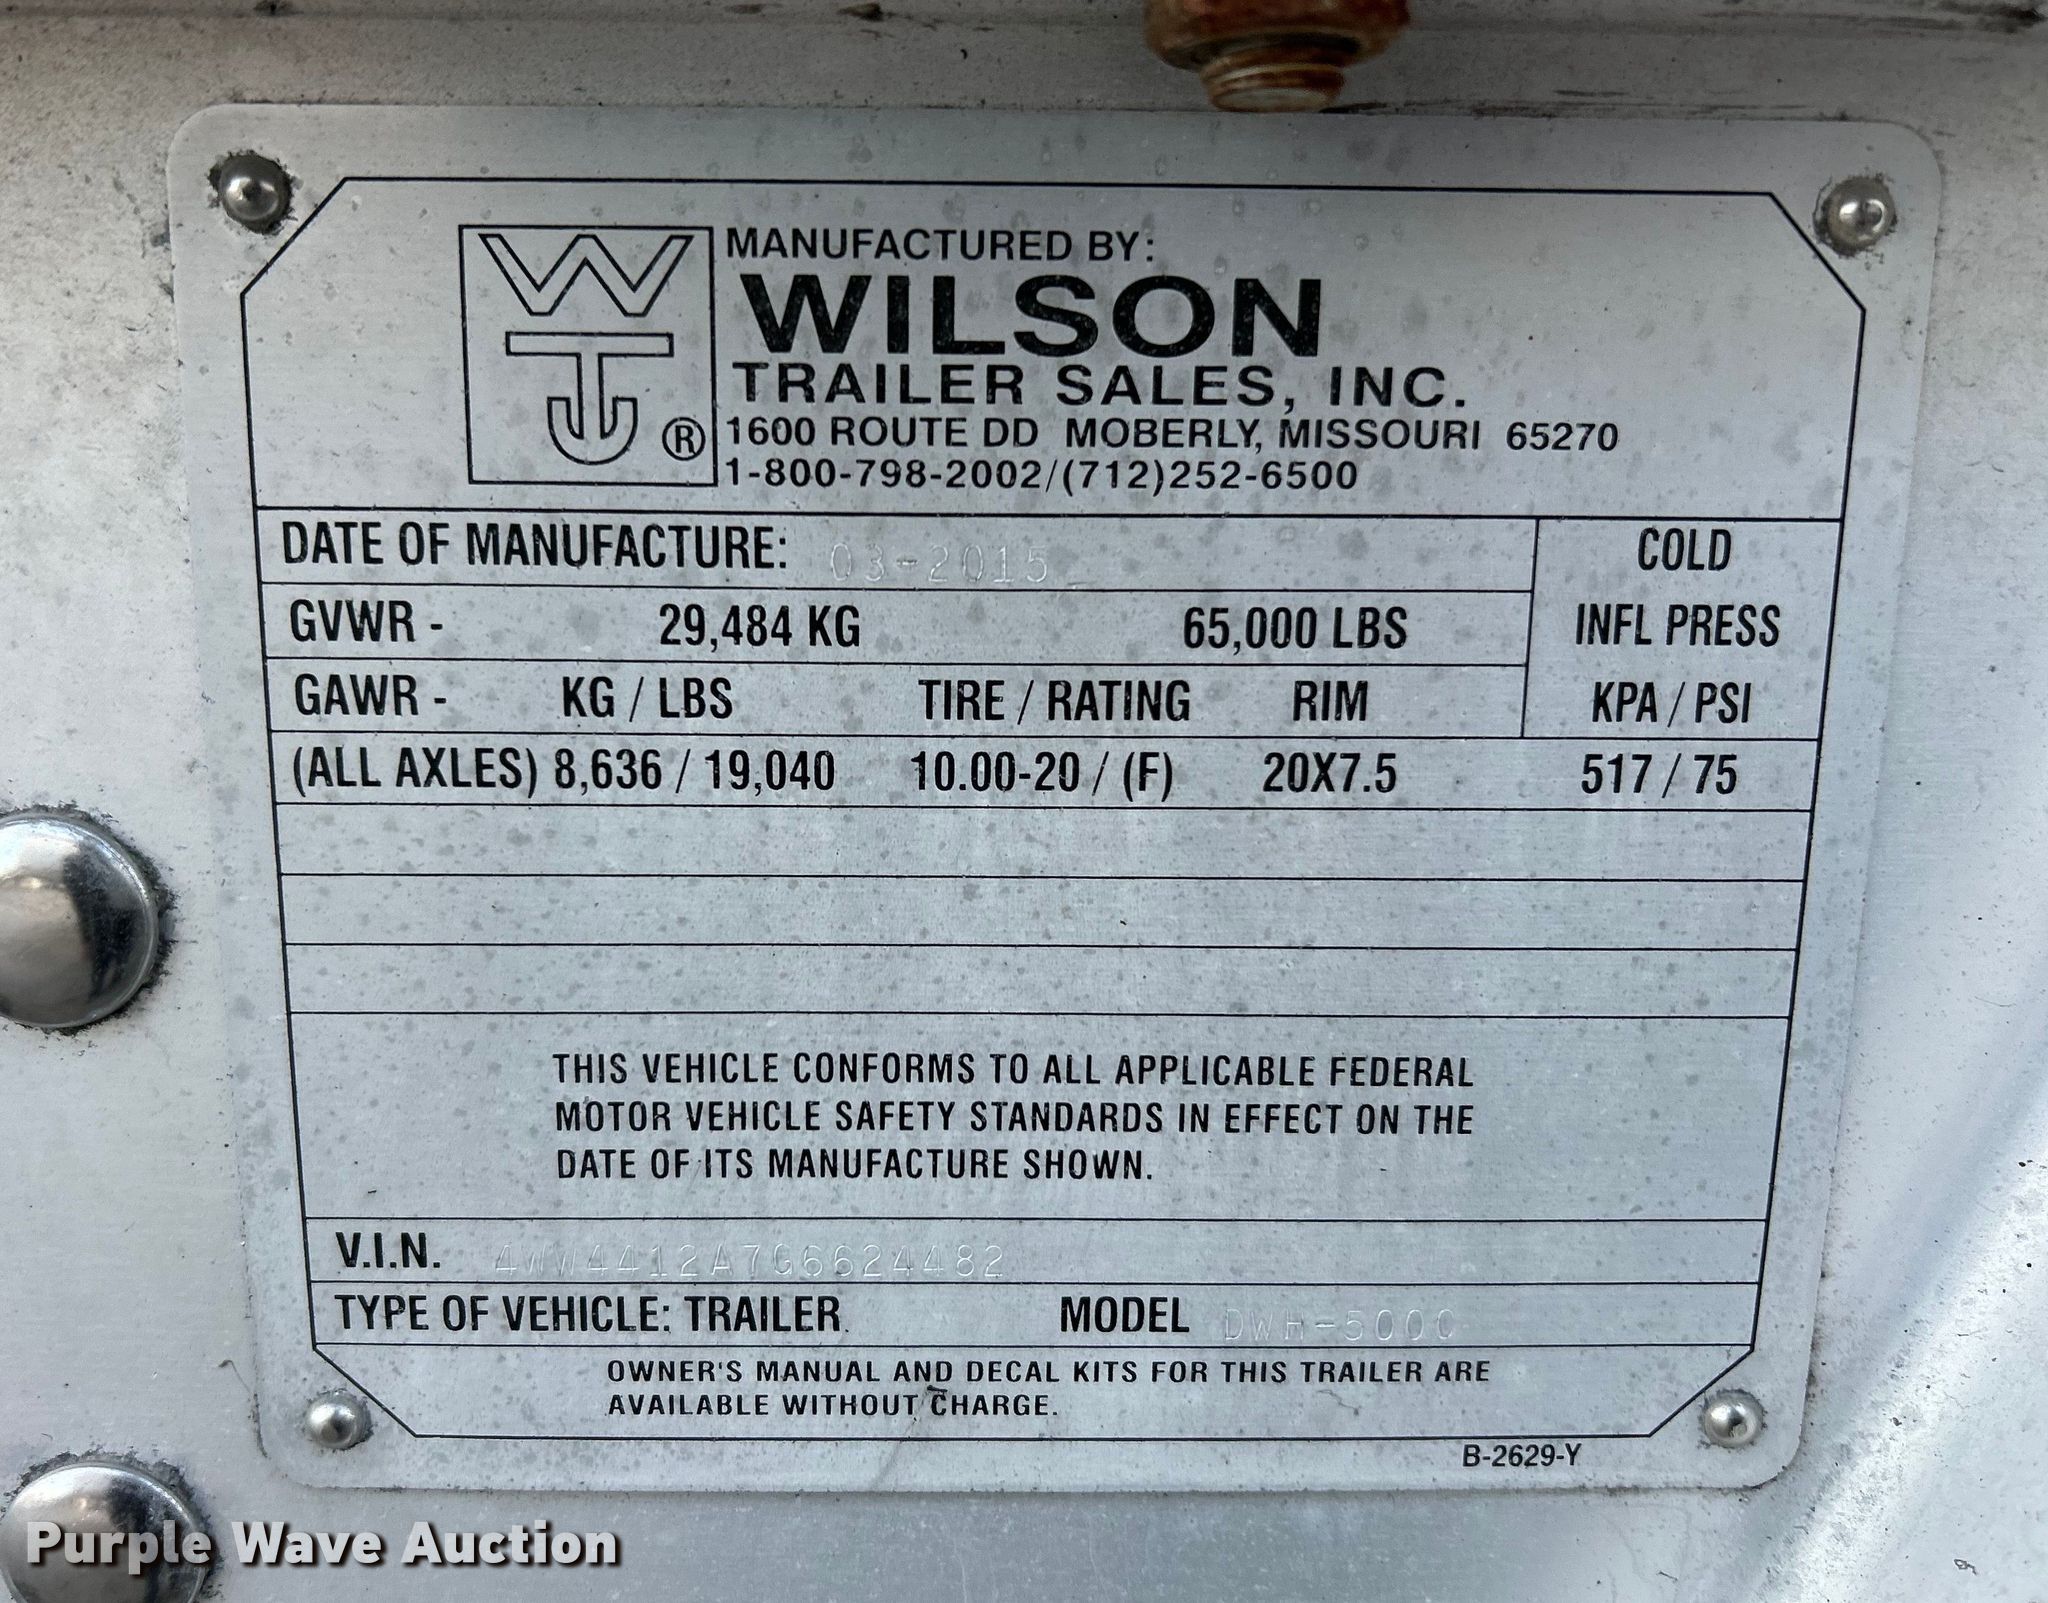 WTJ ®
MANUFACTURED BY:
WILSON
TRAILER SALES, INC.
1600 ROUTE DD MOBERLY, MISSOURI 65270
1-800-798-2002/(712)252-6500
DATE OF MANUFACTURE: 03-2015
COLD
INFL PRESS
KPA / PSI
GVWR - 29,484 KG 65,000 LBS
GAWR - KG / LBS TIRE / RATING RIM
(ALL AXLES) 8,636 / 19,040 10.00-20 / (F) 20X7.5 517 / 75
THIS VEHICLE CONFORMS TO ALL APPLICABLE FEDERAL
MOTOR VEHICLE SAFETY STANDARDS IN EFFECT ON THE
DATE OF ITS MANUFACTURE SHOWN.
V.I.N. 4WW4412A7G6624482
TYPE OF VEHICLE: TRAILER MODEL DWH-500C
OWNER'S MANUAL AND DECAL KITS FOR THIS TRAILER ARE
AVAILABLE WITHOUT CHARGE.
B-2629-Y
Purple Wave Auction